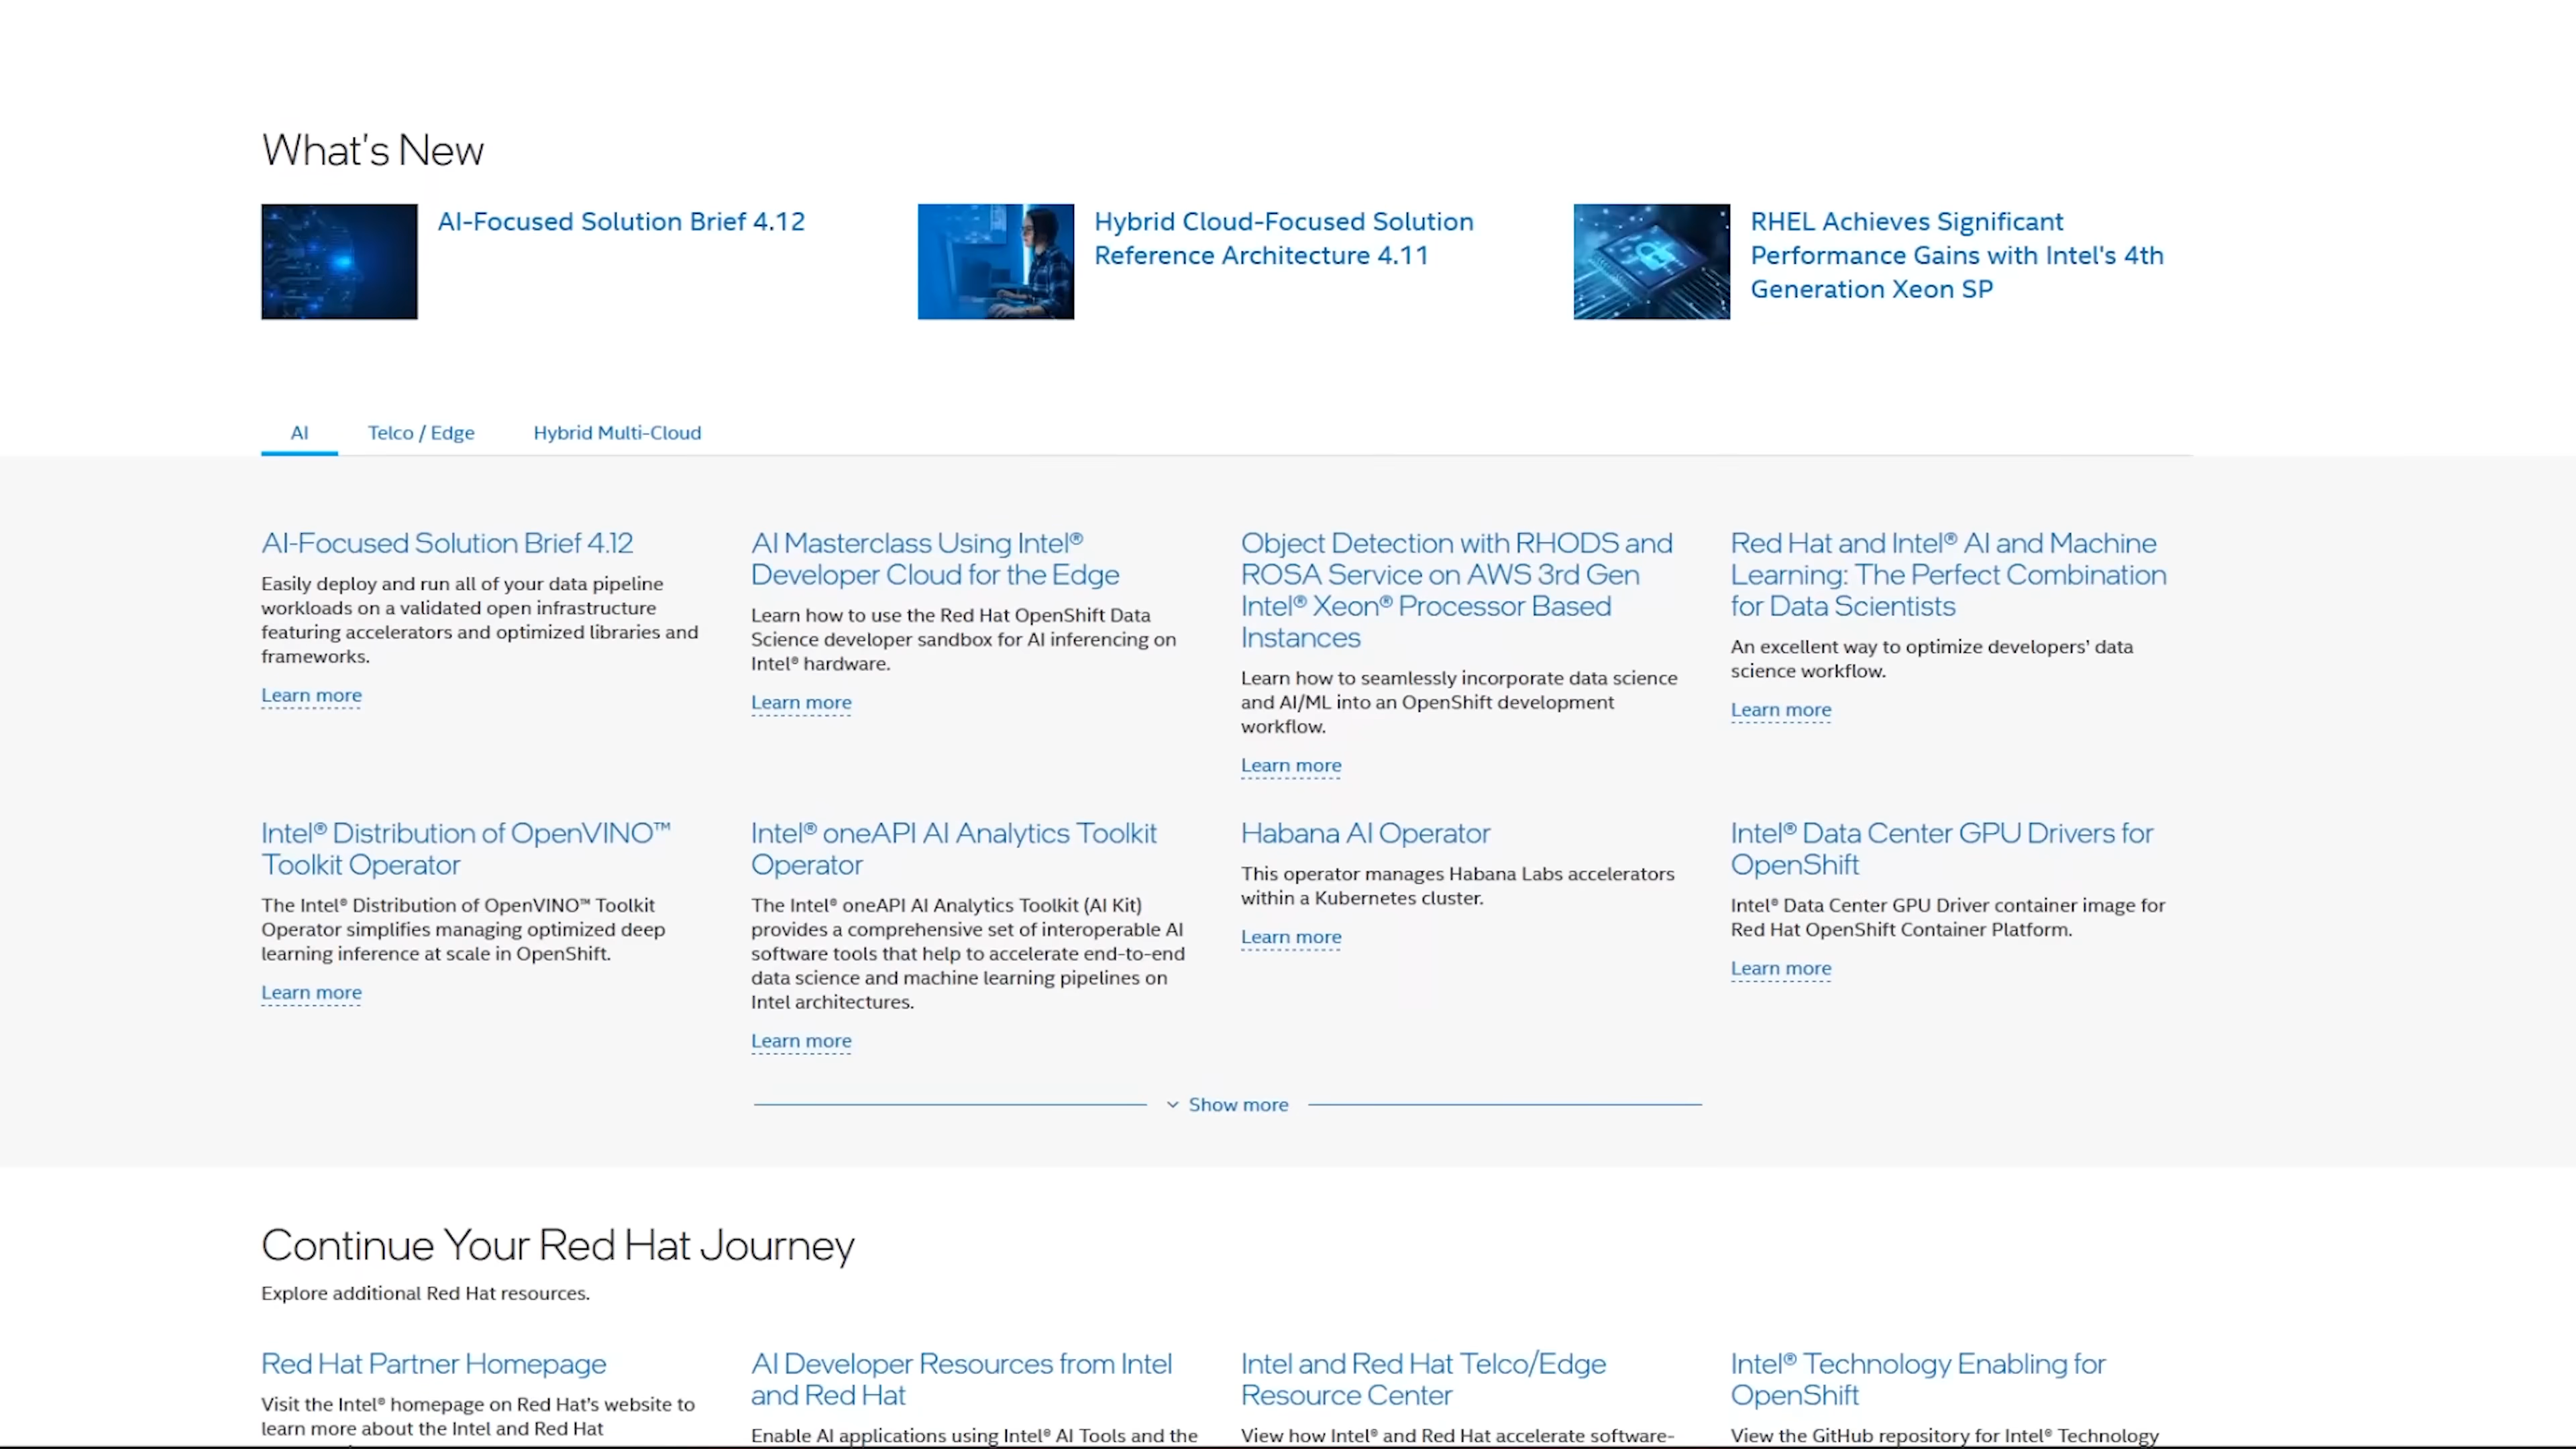 What's New
AI-Focused Solution Brief 4.12
Hybrid Cloud-Focused Solution
Reference Architecture 4.11
RHEL Achieves Significant
Performance Gains with Intel's 4th
Generation Xeon SP
AI
Telco / Edge
Hybrid Multi-Cloud
AI-Focused Solution Brief 4.12
Easily deploy and run all of your data pipeline
workloads on a validated open infrastructure
featuring accelerators and optimized libraries and
frameworks.
Learn more
AI Masterclass Using Intel®
Developer Cloud for the Edge
Learn how to use the Red Hat OpenShift Data
Science developer sandbox for AI inferencing on
Intel® hardware.
Learn more
Object Detection with RHODS and
ROSA Service on AWS 3rd Gen
Intel® Xeon® Processor Based
Instances
Learn how to seamlessly incorporate data science
and AI/ML into an OpenShift development
workflow.
Learn more
Red Hat and Intel® AI and Machine
Learning: The Perfect Combination
for Data Scientists
An excellent way to optimize developers’ data
science workflow.
Learn more
Intel® Distribution of OpenVINO™
Toolkit Operator
The Intel® Distribution of OpenVINO™ Toolkit
Operator simplifies managing optimized deep
learning inference at scale in OpenShift.
Learn more
Intel® oneAPI AI Analytics Toolkit
Operator
The Intel® oneAPI AI Analytics Toolkit (AI Kit)
provides a comprehensive set of interoperable AI
software tools that help to accelerate end-to-end
data science and machine learning pipelines on
Intel architectures.
Learn more
Habana AI Operator
This operator manages Habana Labs accelerators
within a Kubernetes cluster.
Learn more
Intel® Data Center GPU Drivers for
OpenShift
Intel® Data Center GPU Driver container image for
Red Hat OpenShift Container Platform.
Learn more
Show more
Continue Your Red Hat Journey
Explore additional Red Hat resources.
Red Hat Partner Homepage
Visit the Intel® homepage on Red Hat's website to
learn more about the Intel and Red Hat
AI Developer Resources from Intel
and Red Hat
Enable AI applications using Intel® AI Tools and the
Intel and Red Hat Telco/Edge
Resource Center
View how Intel® and Red Hat accelerate software-
Intel® Technology Enabling for
OpenShift
View the GitHub repository for Intel® Technology